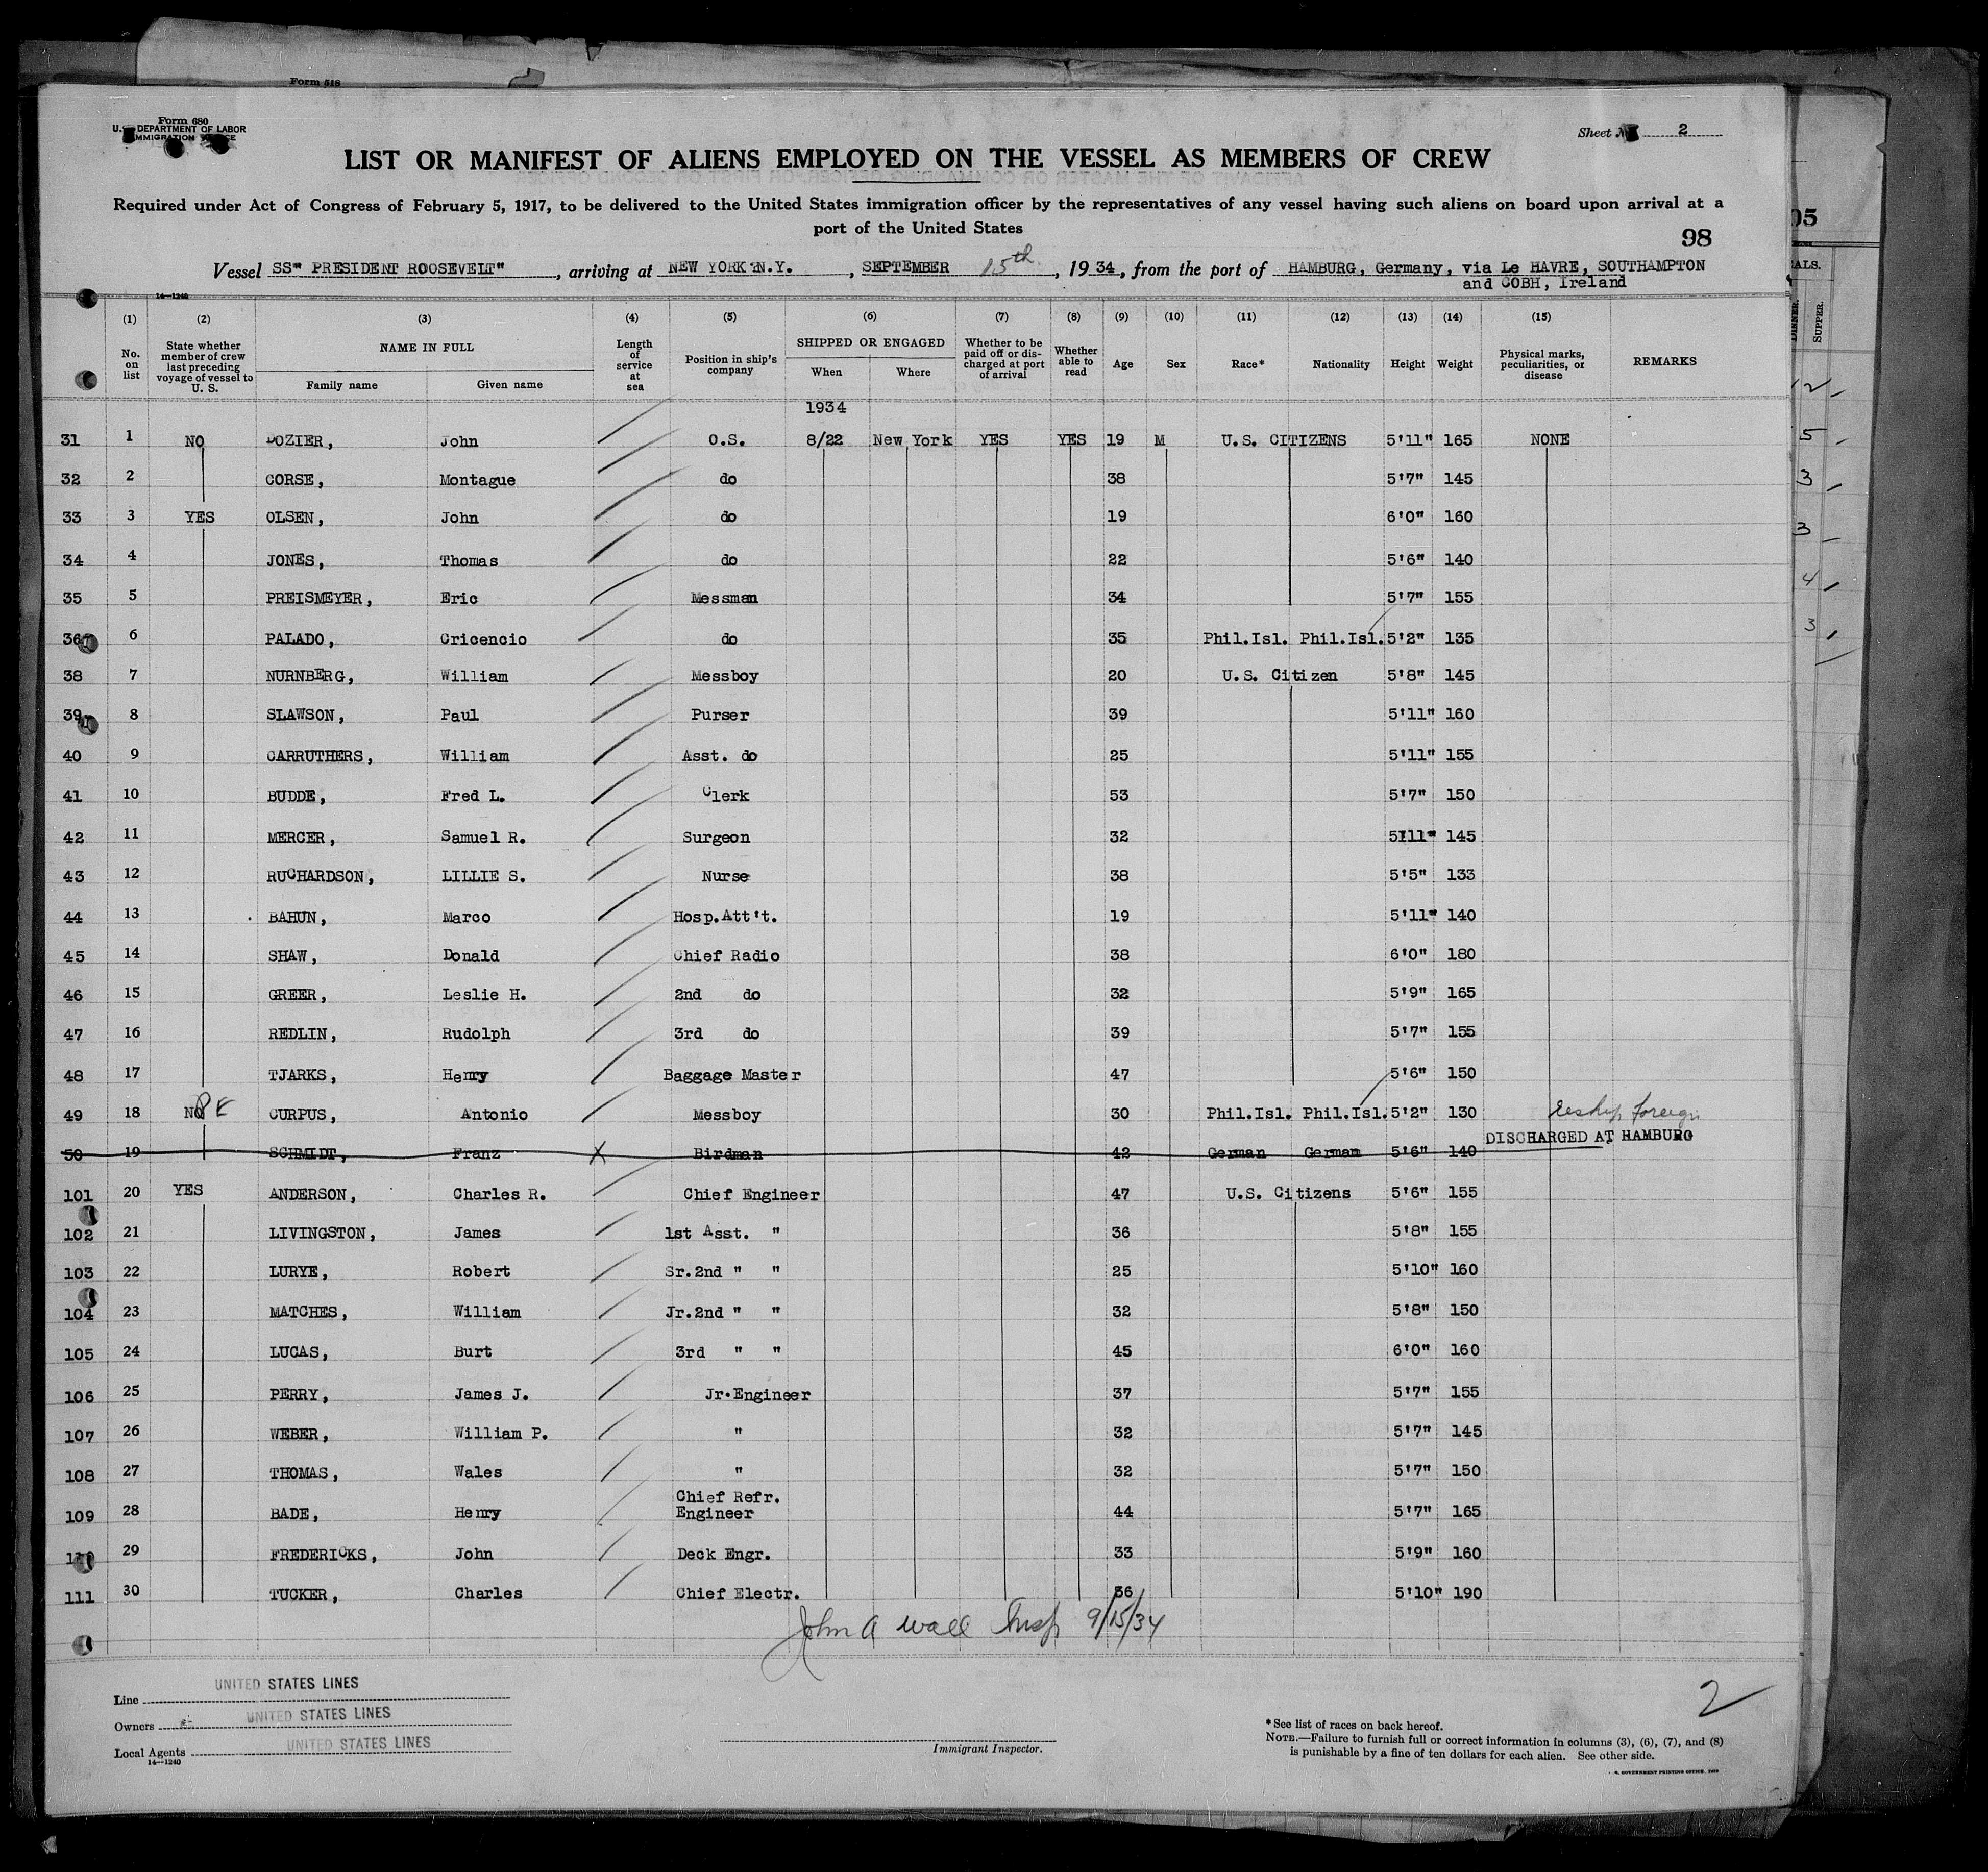 Form 518
Form 680
U. DEPARTMENT OF LABOR
IMMIGRATION
Sheet 2
LIST OR MANIFEST OF ALIENS EMPLOYED ON THE VESSEL AS MEMBERS OF CREW
Required under Act of Congress of February 5, 1917, to be delivered to the United States immigration officer by the representatives of any vessel having such aliens on board upon arrival at a
port of the United States
98
Vessel SS" PRESIDENT ROOSEVELT", arriving at NEW YORK N.Y., SEPTEMBER 15th, 1934, from the port of HAMBURG, Germany, via Le HAVRE, SOUTHAMPTON
and COBH, Ireland
14—1240
(1) (2) (3) (4) (5) (6) (7) (8) (9) (10) (11) (12) (13) (14) (15)
No. on list State whether member of crew last preceding voyage of vessel to U. S. NAME IN FULL Family name Given name Length of service at sea Position in ship's company SHIPPED OR ENGAGED When Where Whether to be paid off or discharged at port of arrival Whether able to read Age Sex Race* Nationality Height Weight Physical marks, peculiarities, or disease REMARKS
1934
31 1 NO DOZIER, John O.S. 8/22 New York YES YES 19 M U.S. CITIZENS 5'11" 165 NONE
32 2 CORSE, Montague do 38 5'7" 145
33 3 YES OLSEN, John do 19 6'0" 160
34 4 JONES, Thomas do 22 5'6" 140
35 5 PREISMEYER, Eric Messman 34 5'7" 155
36 6 PALADO, Cricencio do 35 Phil.Isl. Phil.Isl. 5'2" 135
38 7 NURNBERG, William Messboy 20 U.S. Citizen 5'8" 145
39 8 SLAWSON, Paul Purser 39 5'11" 160
40 9 CARRUTHERS, William Asst. do 25 5'11" 155
41 10 BUDDE, Fred L. Clerk 53 5'7" 150
42 11 MERCER, Samuel R. Surgeon 32 5'11" 145
43 12 RUCHARDSON, LILLIE S. Nurse 38 5'5" 133
44 13 BAHUN, Marco Hosp.Att't. 19 5'11" 140
45 14 SHAW, Donald Chief Radio 38 6'0" 180
46 15 GREER, Leslie H. 2nd do 32 5'9" 165
47 16 REDLIN, Rudolph 3rd do 39 5'7" 155
48 17 TJARKS, Henry Baggage Master 47 5'6" 150
49 18 NO CURPUS, Antonio Messboy 30 Phil.Isl. Phil.Isl. 5'2" 130 reship foreign
50 19 SCHMIDT, Franz X Birdman 42 German German 5'6" 140 DISCHARGED AT HAMBURG
101 20 YES ANDERSON, Charles R. Chief Engineer 47 U.S. Citizens 5'6" 155
102 21 LIVINGSTON, James 1st Asst. " 36 5'8" 155
103 22 LURYE, Robert Sr.2nd " " 25 5'10" 160
104 23 MATCHES, William Jr.2nd " " 32 5'8" 150
105 24 LUCAS, Burt 3rd " " 45 6'0" 160
106 25 PERRY, James J. Jr.Engineer 37 5'7" 155
107 26 WEBER, William P. " 32 5'7" 145
108 27 THOMAS, Wales " 32 5'7" 150
109 28 BADE, Henry Chief Refr. Engineer 44 5'7" 165
110 29 FREDERICKS, John Deck Engr. 33 5'9" 160
111 30 TUCKER, Charles Chief Electr. 36 5'10" 190
John A Wall Insp 9/15/34
Line UNITED STATES LINES
Owners UNITED STATES LINES
Local Agents UNITED STATES LINES
14—1240
Immigrant Inspector.
2
*See list of races on back hereof.
NOTE.—Failure to furnish full or correct information in columns (3), (6), (7), and (8)
is punishable by a fine of ten dollars for each alien. See other side.
GOVERNMENT PRINTING OFFICE
05
ALS.
DINNER.
SUPPER.
2
5
3
3
4
3